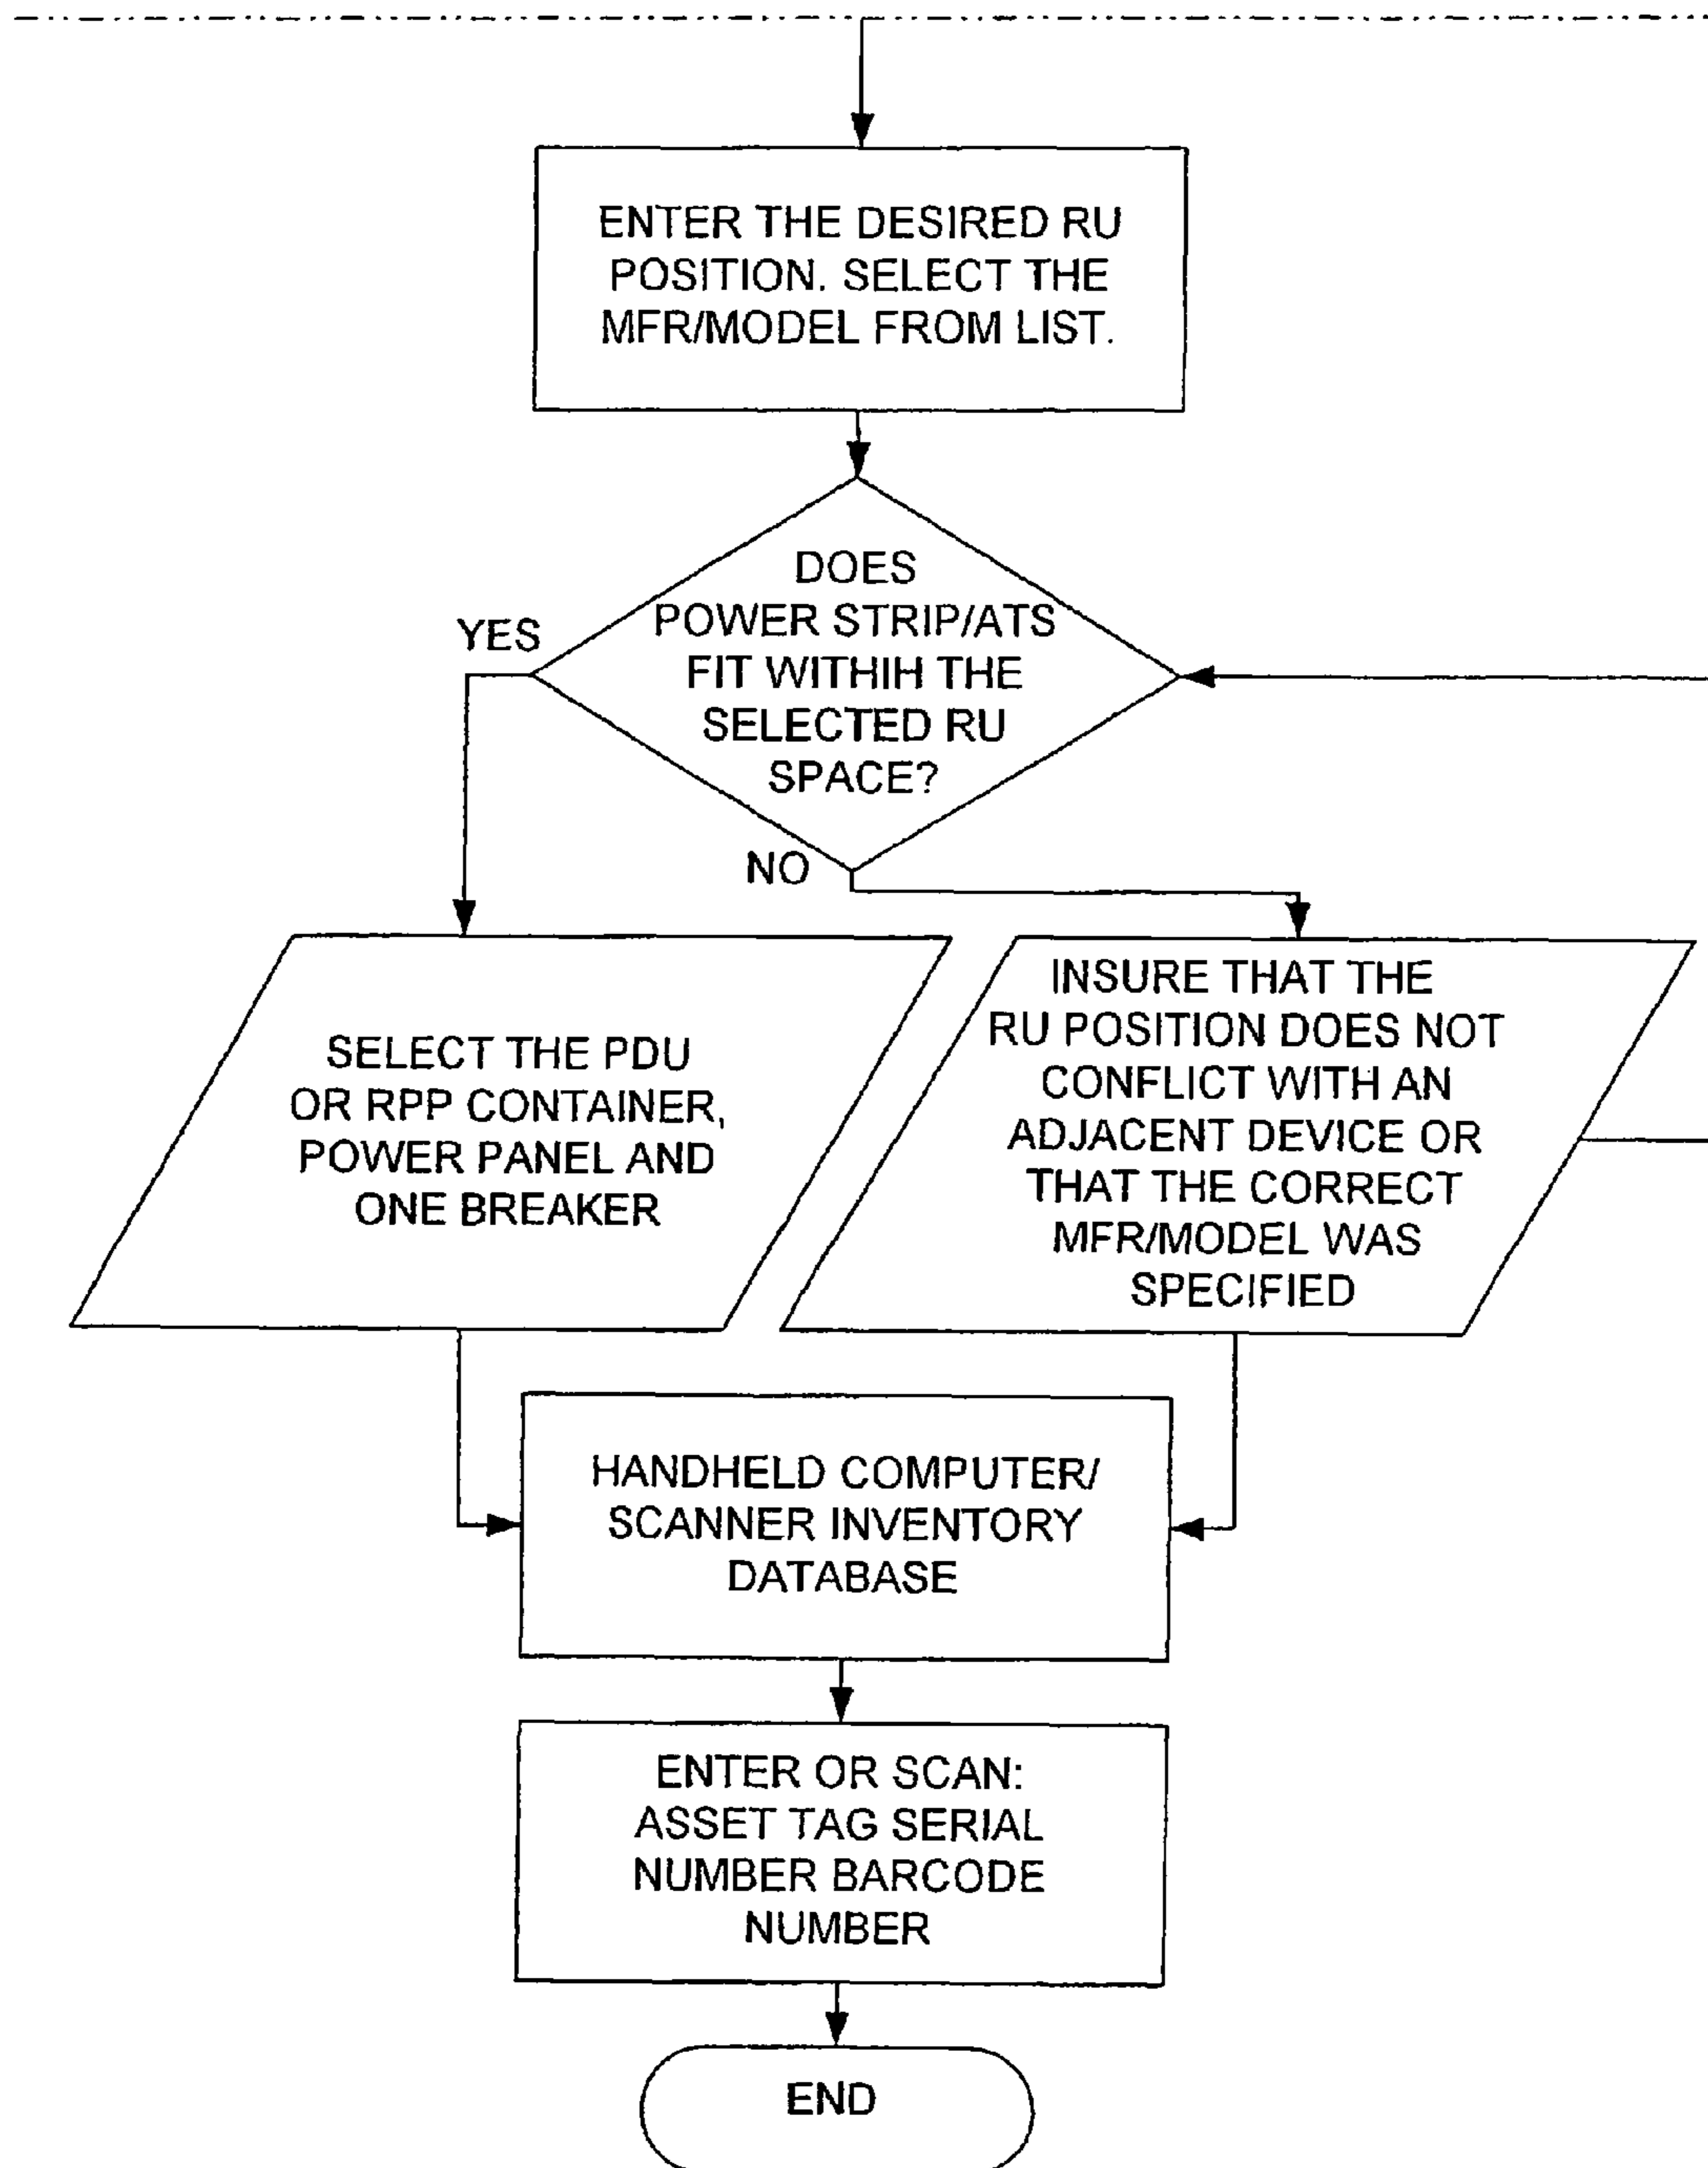 ENTER THE DESIRED RU
POSITION. SELECT THE
MFR/MODEL FROM LIST.
DOES
POWER STRIP/ATS
FIT WITHIH THE
SELECTED RU
SPACE?
YES
NO
SELECT THE PDU
OR RPP CONTAINER,
POWER PANEL AND
ONE BREAKER
INSURE THAT THE
RU POSITION DOES NOT
CONFLICT WITH AN
ADJACENT DEVICE OR
THAT THE CORRECT
MFR/MODEL WAS
SPECIFIED
HANDHELD COMPUTER/
SCANNER INVENTORY
DATABASE
ENTER OR SCAN:
ASSET TAG SERIAL
NUMBER BARCODE
NUMBER
END